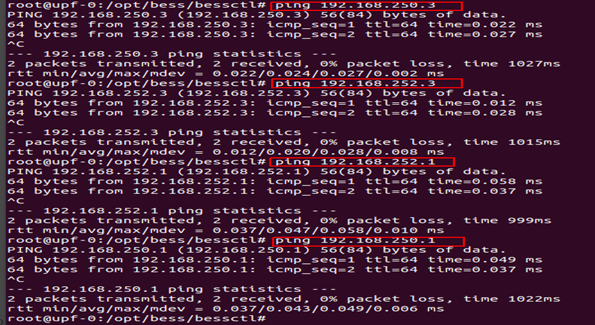 root@upf-0:/opt/bess/bessctl# ping 192.168.250.3
PING 192.168.250.3 (192.168.250.3) 56(84) bytes of data.
64 bytes from 192.168.250.3: icmp_seq=1 ttl=64 time=0.022 ms
64 bytes from 192.168.250.3: icmp_seq=2 ttl=64 time=0.027 ms
^C
--- 192.168.250.3 ping statistics ---
2 packets transmitted, 2 received, 0% packet loss, time 1027ms
rtt min/avg/max/mdev = 0.022/0.024/0.027/0.002 ms
root@upf-0:/opt/bess/bessctl# ping 192.168.252.3
PING 192.168.252.3 (192.168.252.3) 56(84) bytes of data.
64 bytes from 192.168.252.3: icmp_seq=1 ttl=64 time=0.012 ms
64 bytes from 192.168.252.3: icmp_seq=2 ttl=64 time=0.028 ms
^C
--- 192.168.252.3 ping statistics ---
2 packets transmitted, 2 received, 0% packet loss, time 1015ms
rtt min/avg/max/mdev = 0.012/0.020/0.028/0.008 ms
root@upf-0:/opt/bess/bessctl# ping 192.168.252.1
PING 192.168.252.1 (192.168.252.1) 56(84) bytes of data.
64 bytes from 192.168.252.1: icmp_seq=1 ttl=64 time=0.058 ms
64 bytes from 192.168.252.1: icmp_seq=2 ttl=64 time=0.037 ms
^C
--- 192.168.252.1 ping statistics ---
2 packets transmitted, 2 received, 0% packet loss, time 999ms
rtt min/avg/max/mdev = 0.037/0.047/0.058/0.010 ms
root@upf-0:/opt/bess/bessctl# ping 192.168.250.1
PING 192.168.250.1 (192.168.250.1) 56(84) bytes of data.
64 bytes from 192.168.250.1: icmp_seq=1 ttl=64 time=0.049 ms
64 bytes from 192.168.250.1: icmp_seq=2 ttl=64 time=0.037 ms
^C
--- 192.168.250.1 ping statistics ---
2 packets transmitted, 2 received, 0% packet loss, time 1022ms
rtt min/avg/max/mdev = 0.037/0.043/0.049/0.006 ms
root@upf-0:/opt/bess/bessctl#